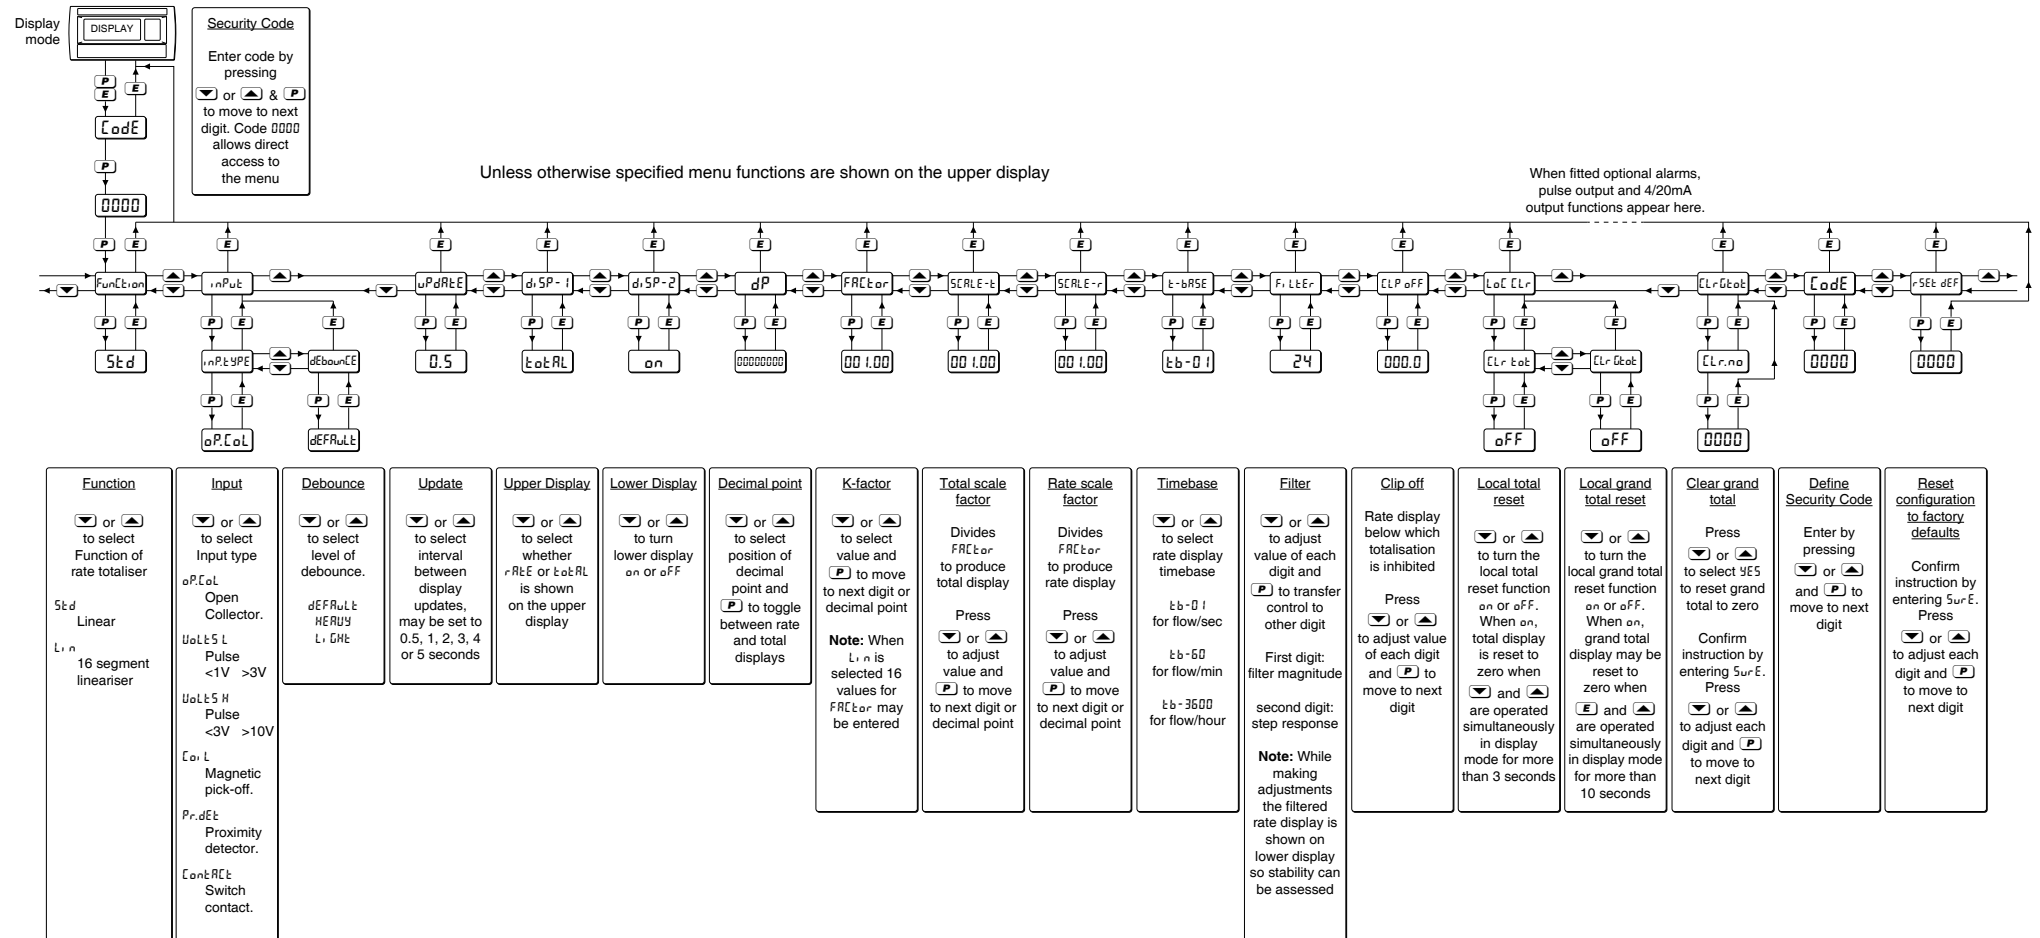 Display
mode
DISPLAY
P
E
E
CodE
P
0000
P
E
Security Code
Enter code by
pressing
or & P
to move to next
digit. Code 0000
allows direct
access to
the menu
Unless otherwise specified menu functions are shown on the upper display
When fitted optional alarms,
pulse output and 4/20mA
output functions appear here.
E E E E E E E E E E E E E E E E
FunCtion inPut uPdAtE diSP-1 diSP-2 dP FACtor SCALE-t SCALE-r t-bASE FiLtEr CLP oFF LoC CLr CLrGtot CodE rSEt dEF
P E P E E P E P E P E P E P E P E P E P E P E P E P E E P E P E P E
Std inP.tYPE dEbounCE 0.5 totAL on 00000000 001.00 001.00 001.00 tb-01 24 000.0 CLr tot CLr Gtot CLr.no 0000 0000
P E P E P E P E P E
oP.CoL dEFAuLt oFF oFF 0000
Function
or
to select
Function of
rate totaliser
Std
Linear
Lin
16 segment
lineariser
Input
or
to select
Input type
oP.CoL
Open
Collector.
VoLtS L
Pulse
<1V >3V
VoLtS H
Pulse
<3V >10V
CoiL
Magnetic
pick-off.
Pr.dEt
Proximity
detector.
ContACt
Switch
contact.
Debounce
or
to select
level of
debounce.
dEFAuLt
HEAVY
LiGHt
Update
or
to select
interval
between
display
updates,
may be set to
0.5, 1, 2, 3, 4
or 5 seconds
Upper Display
or
to select
whether
rAtE or totAL
is shown
on the upper
display
Lower Display
or
to turn
lower display
on or oFF
Decimal point
or
to select
position of
decimal
point and
P to toggle
between rate
and total
displays
K-factor
or
to select
value and
P to move
to next digit or
decimal point
Note: When
Lin is
selected 16
values for
FACtor may
be entered
Total scale
factor
Divides
FACtor
to produce
total display
Press
or
to adjust
value and
P to move
to next digit or
decimal point
Rate scale
factor
Divides
FACtor
to produce
rate display
Press
or
to adjust
value and
P to move
to next digit or
decimal point
Timebase
or
to select
rate display
timebase
tb-01
for flow/sec
tb-60
for flow/min
tb-3600
for flow/hour
Filter
or
to adjust
value of each
digit and
P to transfer
control to
other digit
First digit:
filter magnitude
second digit:
step response
Note: While
making
adjustments
the filtered
rate display is
shown on
lower display
so stability can
be assessed
Clip off
Rate display
below which
totalisation
is inhibited
Press
or
to adjust value
of each digit
and P to
move to next
digit
Local total
reset
or
to turn the
local total
reset function
on or oFF.
When on,
total display
is reset to
zero when
and
are operated
simultaneously
in display
mode for more
than 3 seconds
Local grand
total reset
or
to turn the
local grand total
reset function
on or oFF.
When on,
grand total
display may be
reset to
zero when
E and
are operated
simultaneously
in display mode
for more than
10 seconds
Clear grand
total
Press
or
to select YES
to reset grand
total to zero
Confirm
instruction by
entering SurE.
Press
or
to adjust each
digit and P
to move to
next digit
Define
Security Code
Enter by
pressing
or
and P to
move to next
digit
Reset
configuration
to factory
defaults
Confirm
instruction by
entering SurE.
Press
or
to adjust each
digit and P
to move to
next digit